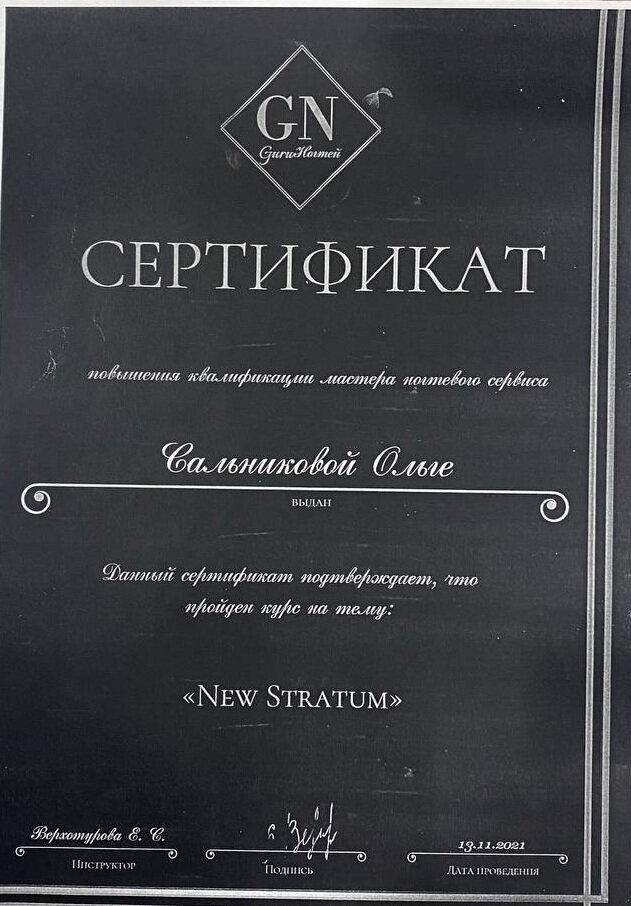 GN
GuruНогтей
СЕРТИФИКАТ
повышения квалификации мастера ногтевого сервиса
Сальниковой Ольге
ВЫДАН
Данный сертификат подтверждает, что
пройден курс на тему:
«NEW STRATUM»
Верхотурова Е. С.
ИНСТРУКТОР
ПОДПИСЬ
13.11.2021
ДАТА ПРОВЕДЕНИЯ